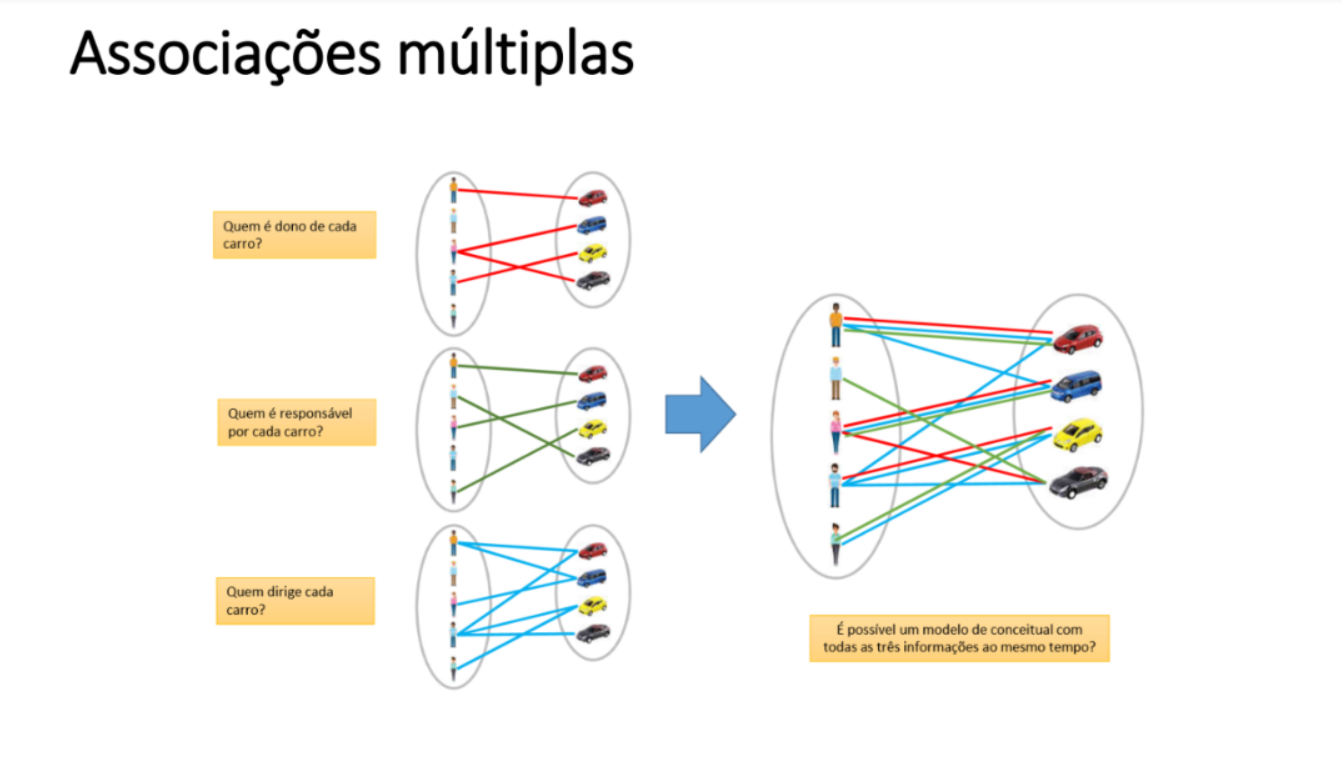 Associações múltiplas
Quem é dono de cada
carro?
Quem é responsável
por cada carro?
Quem dirige cada
carro?
É possível um modelo de conceitual com
todas as três informações ao mesmo tempo?